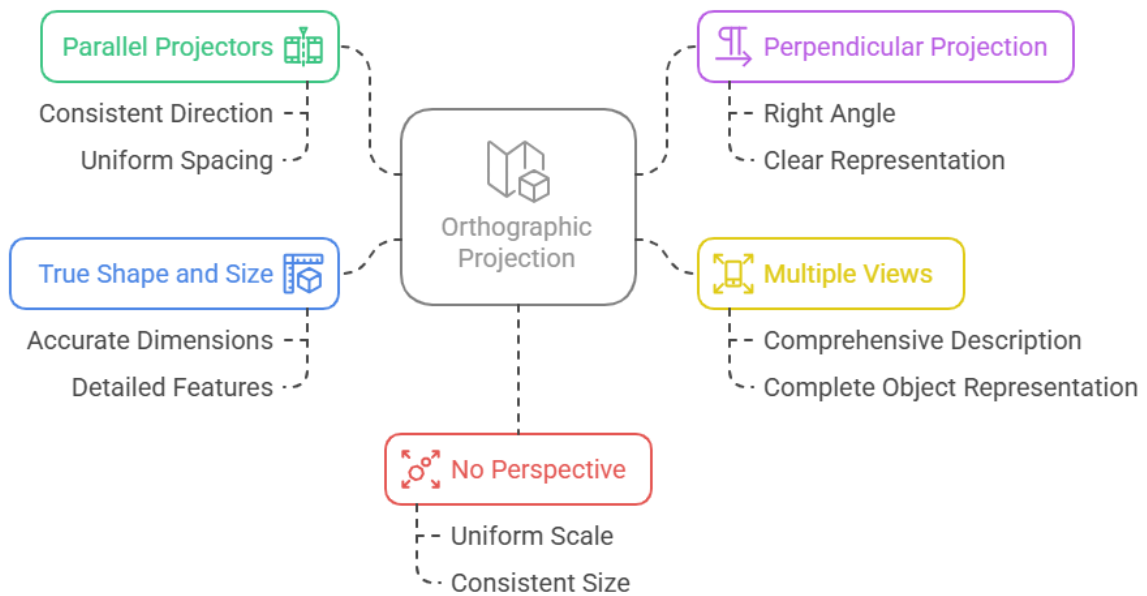 Parallel Projectors
Consistent Direction
Uniform Spacing
Perpendicular Projection
Right Angle
Clear Representation
Orthographic
Projection
True Shape and Size
Accurate Dimensions
Detailed Features
Multiple Views
Comprehensive Description
Complete Object Representation
No Perspective
Uniform Scale
Consistent Size